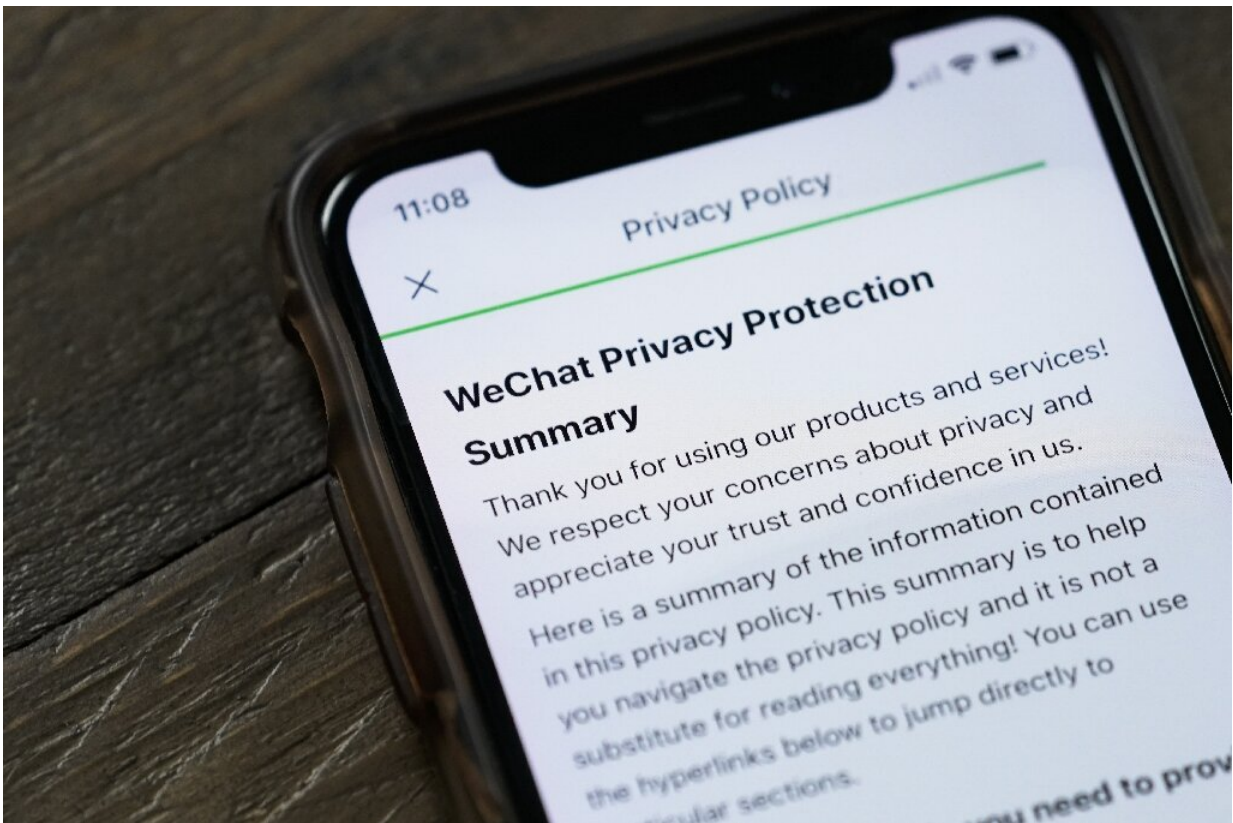 11:08
Privacy Policy
WeChat Privacy Protection
Summary
Thank you for using our products and services!
We respect your concerns about privacy and
appreciate your trust and confidence in us.
Here is a summary of the information contained
in this privacy policy. This summary is to help
you navigate the privacy policy and it is not a
substitute for reading everything! You can use
the hyperlinks below to jump directly to
sections.
you need to prov